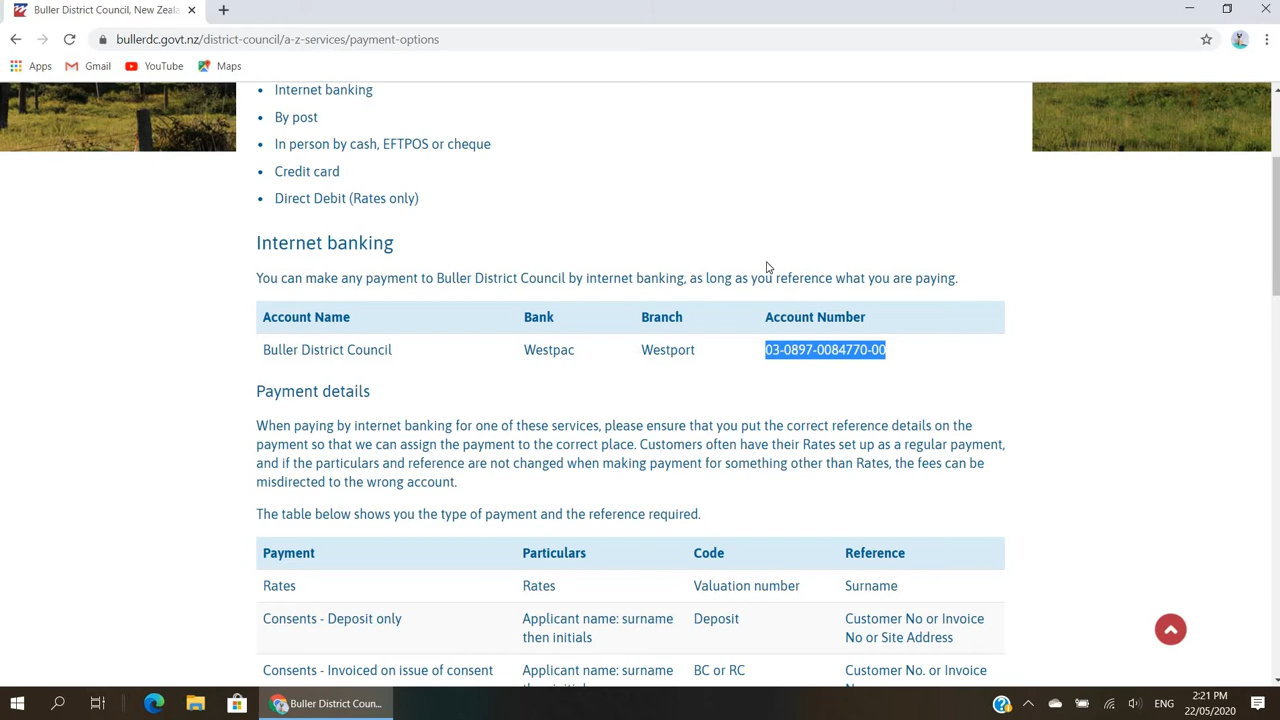 Buller District Council, New Zeala
bullerdc.govt.nz/district-council/a-z-services/payment-options
Apps
Gmail
YouTube
Maps
• Internet banking
• By post
• In person by cash, EFTPOS or cheque
• Credit card
• Direct Debit (Rates only)
Internet banking
You can make any payment to Buller District Council by internet banking, as long as you reference what you are paying.
Account Name Bank Branch Account Number
Buller District Council Westpac Westport 03-0897-0084770-00
Payment details
When paying by internet banking for one of these services, please ensure that you put the correct reference details on the
payment so that we can assign the payment to the correct place. Customers often have their Rates set up as a regular payment,
and if the particulars and reference are not changed when making payment for something other than Rates, the fees can be
misdirected to the wrong account.
The table below shows you the type of payment and the reference required.
Payment Particulars Code Reference
Rates Rates Valuation number Surname
Consents - Deposit only Applicant name: surname Deposit Customer No or Invoice
then initials No or Site Address
Consents - Invoiced on issue of consent Applicant name: surname BC or RC Customer No. or Invoice
Buller District Coun...
ENG
2:21 PM
22/05/2020